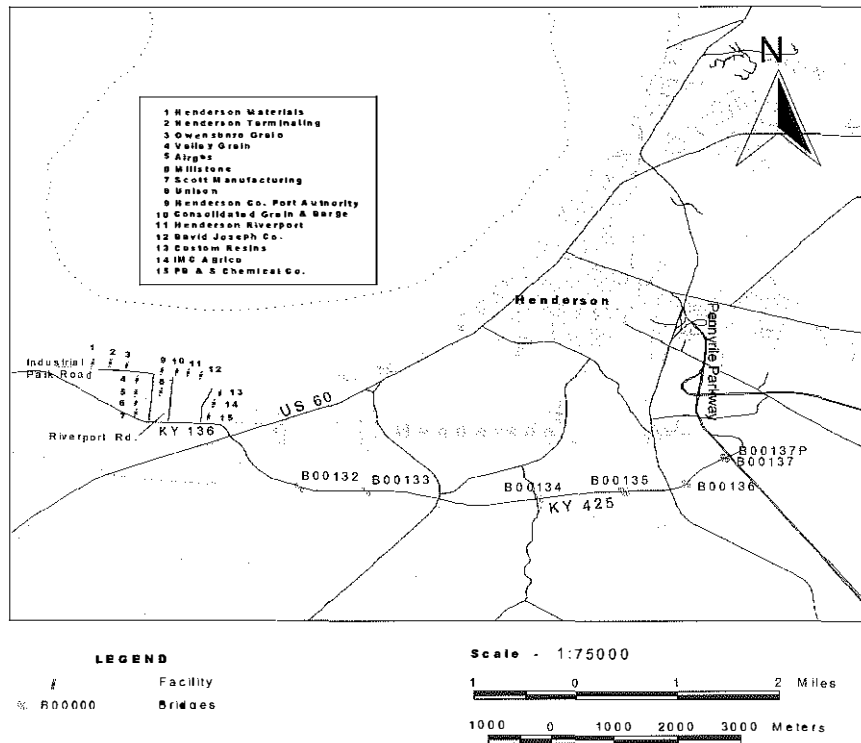 N
1 Henderson Materials
2 Henderson Terminating
3 Owensboro Grain
4 Valley Grain
5 Airgas
6 Millstone
7 Scott Manufacturing
8 Unison
9 Henderson Co. Port Authority
10 Consolidated Grain & Barge
11 Henderson Riverport
12 David Joseph Co.
13 Custom Resins
14 IMC Agrico
15 PB & S Chemical Co.
Henderson
Pennyrile Parkway
1 2 3
Industrial
Park Road
9 10 11
12
4
5
6
7
8
13
14
15
Riverport Rd.
KY 136
US 60
B00132
B00133
B00134
B00135
KY 425
B00136
B00137P
B00137
LEGEND
Facility
B00000 Bridges
Scale - 1:75000
1 0 1 2 Miles
1000 0 1000 2000 3000 Meters